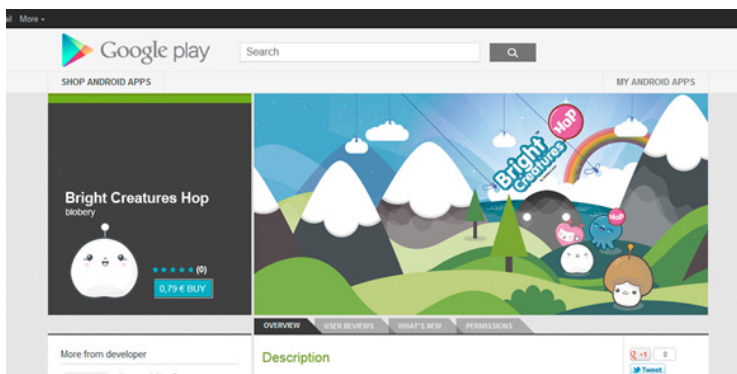 More
Google play
Search
SHOP ANDROID APPS
MY ANDROID APPS
Bright Creatures Hop
blobery
(0)
0,79 € BUY
Bright
Creatures
HOP
HOP
OVERVIEW
USER REVIEWS
WHAT'S NEW
PERMISSIONS
More from developer
Description
+1
0
Tweet